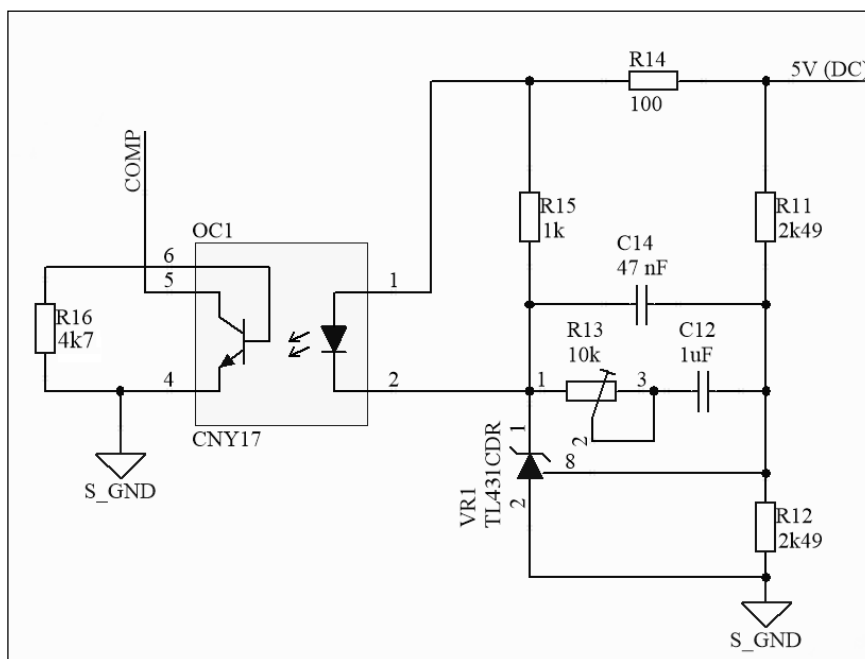 R14
5V (DC)
100
COMP
OC1
R15
1k
R11
2k49
C14
47 nF
6
5
1
R16
4k7
R13
10k
C12
1uF
4
2
1
3
2
CNY17
1
8
2
VR1
TL431CDR
S_GND
R12
2k49
S_GND